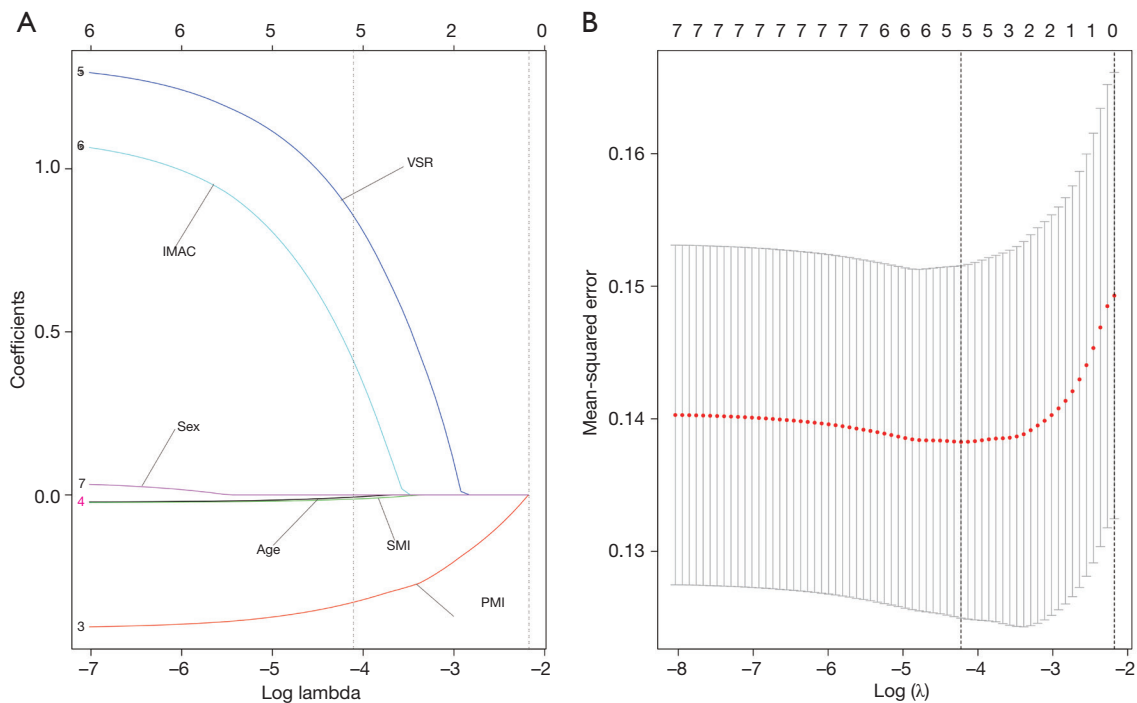 A
6 6 5 5 2 0
5
6
1.0
VSR
IMAC
0.5
Coefficients
Sex
7
0.0
4
Age
SMI
PMI
3
–7 –6 –5 –4 –3 –2
Log lambda
B
7 7 7 7 7 7 7 7 6 6 6 5 5 5 3 2 2 1 1 0
0.16
0.15
Mean-squared error
0.14
0.13
–8 –7 –6 –5 –4 –3 –2
Log (λ)